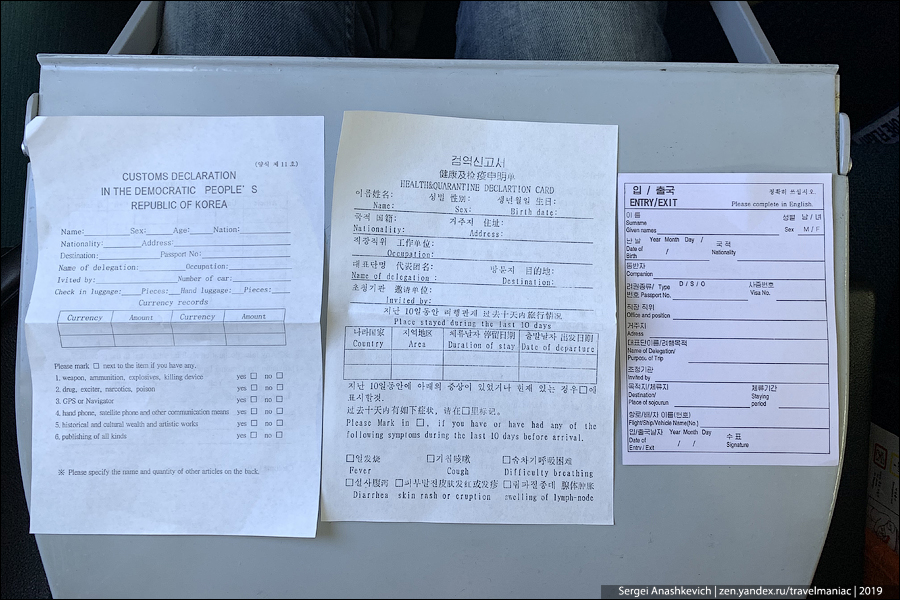 (양식 제 11 호)
CUSTOMS DECLARATION
IN THE DEMOCRATIC PEOPLE'S
REPUBLIC OF KOREA
Name: Sex: Age: Nation:
Nationality: Address:
Destination: Passport No:
Name of delegation: Occupation:
Invited by: Number of car:
Check in luggage: Pieces: Hand luggage: Pieces:
Currency records
Currency Amount Currency Amount
Please mark □ next to the item if you have any.
1. weapon, ammunition, explosives, killing device yes □ no □
2. drug, exciter, narcotics, poison yes □ no □
3. GPS or Navigator yes □ no □
4. hand phone, satellite phone and other communication means yes □ no □
5. historical and cultural wealth and artistic works yes □ no □
6. publishing of all kinds yes □ no □
※ Please specify the name and quantity of other articles on the back.
검역신고서
健康及检疫申明单
HEALTH&QUARANTINE DECLARTION CARD
이름姓名: 성별 性别: 생년월일 生日:
Name: Sex: Birth date:
국적 国籍: 거주지 住址:
Nationality: Address:
직장직위 工作单位:
Occupation:
대표단명 代表团名: 방문지 目的地:
Name of delegation : Destination:
초청기관 邀请单位:
Invited by:
지난 10일동안 려행관계 过去十天内旅行情况
Place stayed during the last 10 days
나라国家 지역地区 체류날자 停留日期 출발날자 出发日期
Country Area Duration of stay Date of departure
지난 10일동안에 아래의 증상이 있었거나 현재 있는 경우□에
표시할것.
过去十天内有如下症状, 请在□里标记.
Please Mark in □, if you have or have had any of the
following symptoms during the last 10 days before arrival.
□열发烧 □기침咳嗽 □숨차기呼吸困难
Fever Cough Difficulty breathing
□설사腹泻 □피부발진皮肤发红或发疹 □림파절종대 腺体肿胀
Diarrhea skin rash or eruption swelling of lymph-node
입 / 출국 정확히 쓰십시오.
ENTRY/EXIT Please complete in English.
이 름 성별 남 / 녀
Surname
Given names Sex M / F
난 날 Year Month Day / 국 적
Date of / Nationality
Birth
동반자
Companion
려권종류/ Type D / S / O 사증번호
번호 Passport No. Visa No.
직장 직위
Office and position
거주지
Address
대표단이름/려행목적
Name of Delegation/
Purpose of Trip
초청기관
Invited by
목적지/체류지 체류기간
Destination/ Staying
Place of sojourn period
항로/배/차 이름(번호)
Flight/Ship/Vehicle Name(No.)
입/출국날자 Year Month Day 수 표
Date of / / Signature
Entry / Exit
Sergei Anashkevich | zen.yandex.ru/travelmaniac | 2019